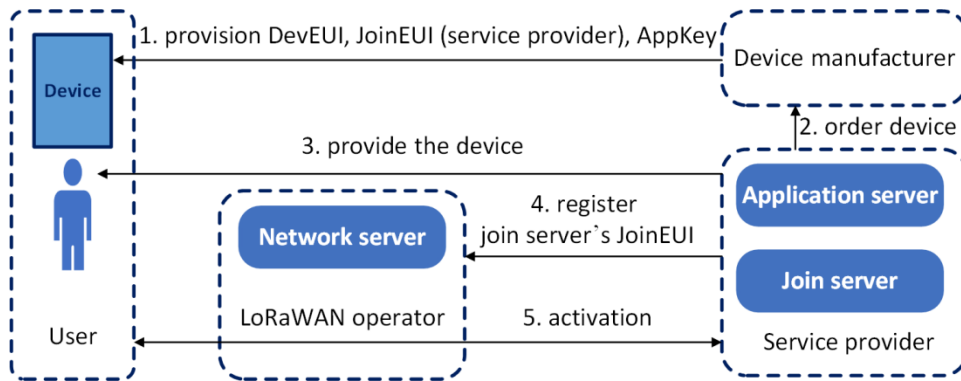 1. provision DevEUI, JoinEUI (service provider), AppKey
Device manufacturer
Device
2. order device
3. provide the device
Application server
4. register
join server's JoinEUI
Network server
Join server
LoRaWAN operator
5. activation
User
Service provider